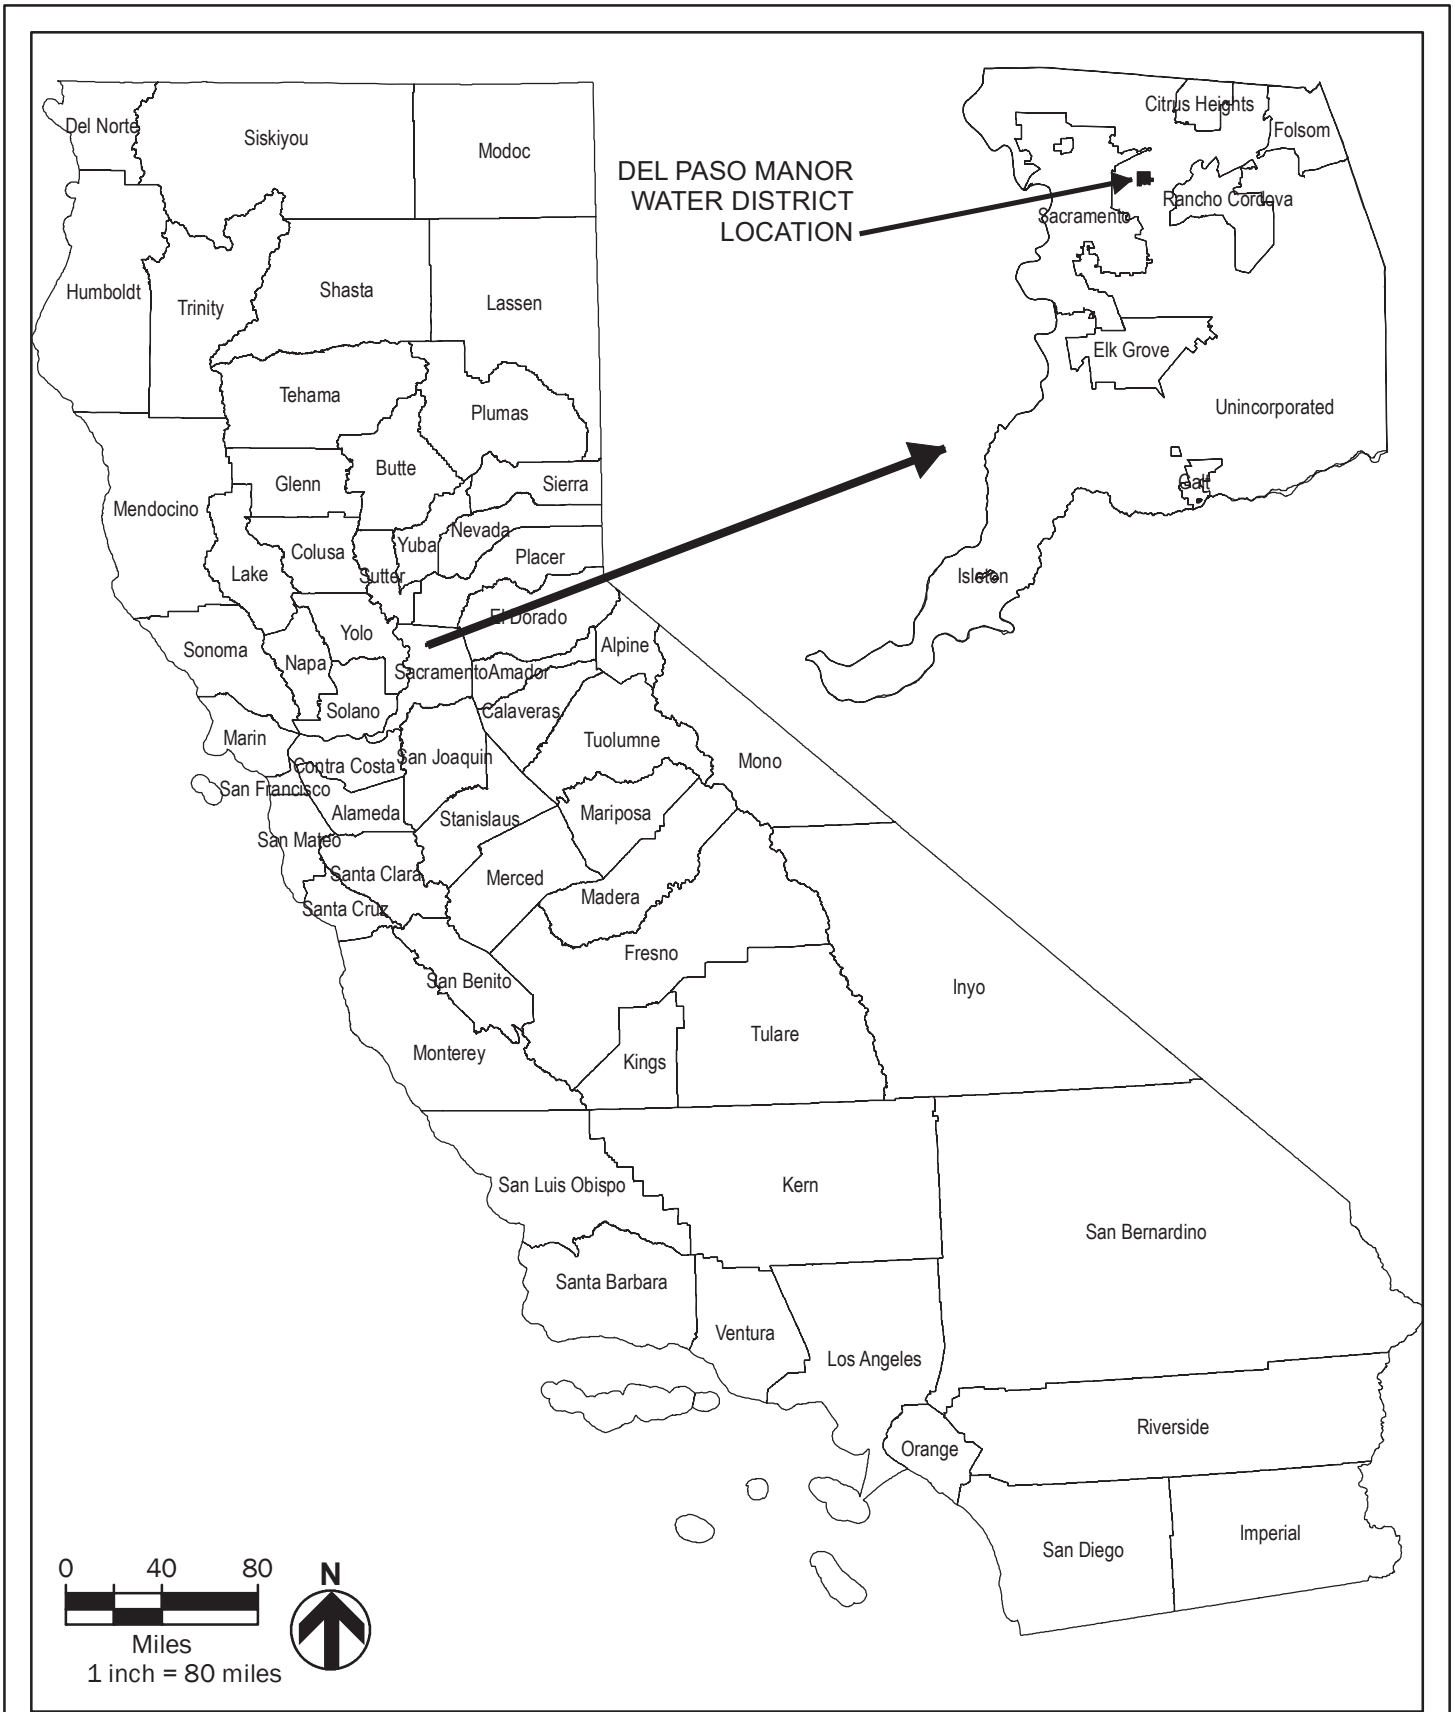 Del Norte
Siskiyou
Modoc
Citrus Heights
Folsom
DEL PASO MANOR
WATER DISTRICT
LOCATION
Rancho Cordova
Sacramento
Humboldt
Trinity
Shasta
Lassen
Elk Grove
Unincorporated
Tehama
Plumas
Butte
Glenn
Sierra
Galt
Mendocino
Nevada
Yuba
Colusa
Placer
Lake
Sutter
Isleton
El Dorado
Yolo
Sonoma
Napa
Alpine
Sacramento
Amador
Solano
Calaveras
Marin
Tuolumne
Contra Costa
San Joaquin
Mono
San Francisco
Alameda
Stanislaus
Mariposa
San Mateo
Santa Clara
Merced
Madera
Santa Cruz
Fresno
San Benito
Inyo
Tulare
Monterey
Kings
San Luis Obispo
Kern
San Bernardino
Santa Barbara
Ventura
Los Angeles
Riverside
Orange
Imperial
San Diego
0 40 80
Miles
1 inch = 80 miles
N